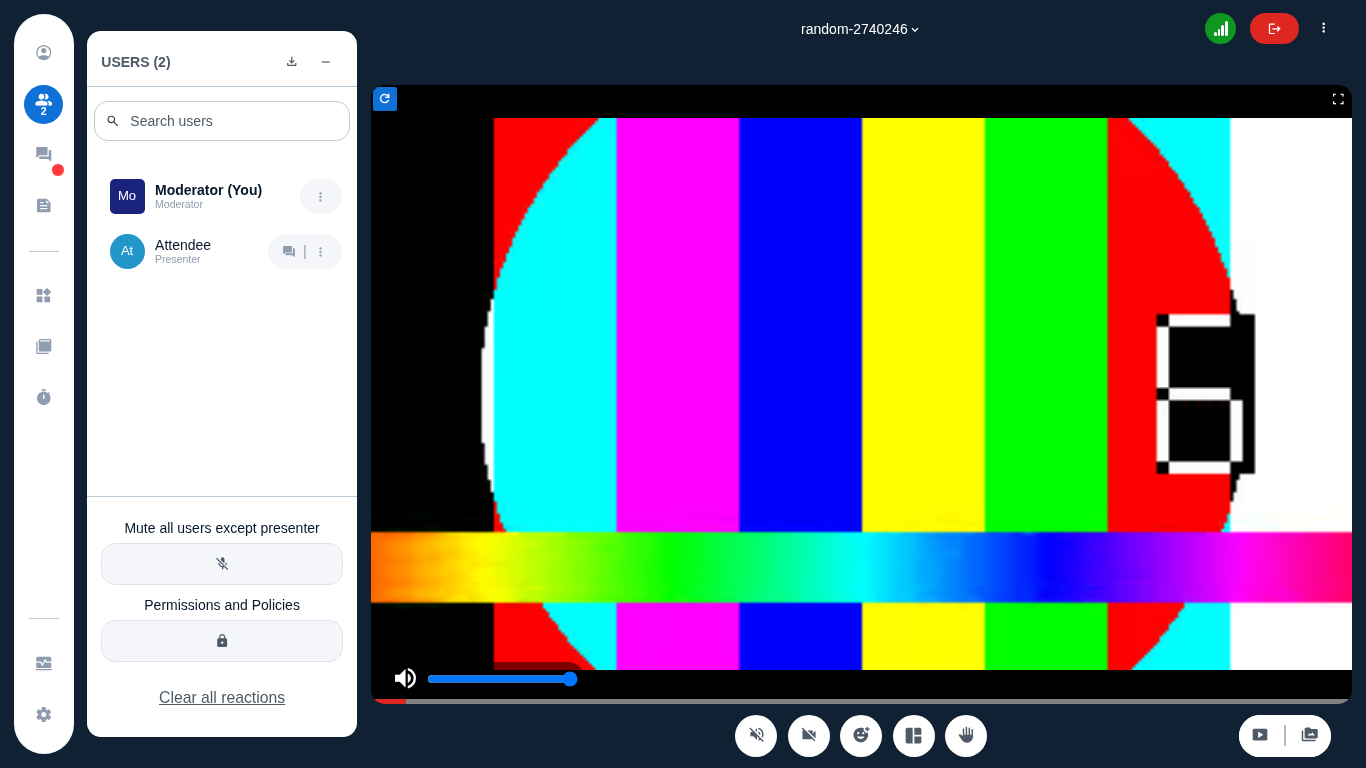 random-2740246
USERS (2)
2
Search users
Mo
Moderator (You)
Moderator
At
Attendee
Presenter
6
Mute all users except presenter
Permissions and Policies
Clear all reactions